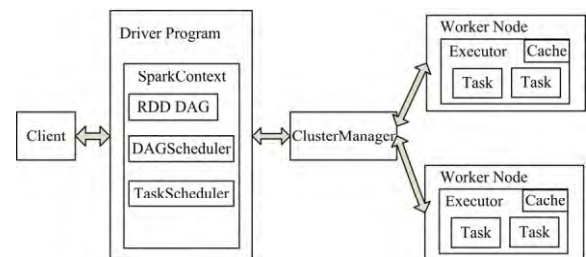 Client
Driver Program
SparkContext
RDD DAG
DAGScheduler
TaskScheduler
ClusterManager
Worker Node
Executor
Cache
Task
Task
Worker Node
Executor
Cache
Task
Task